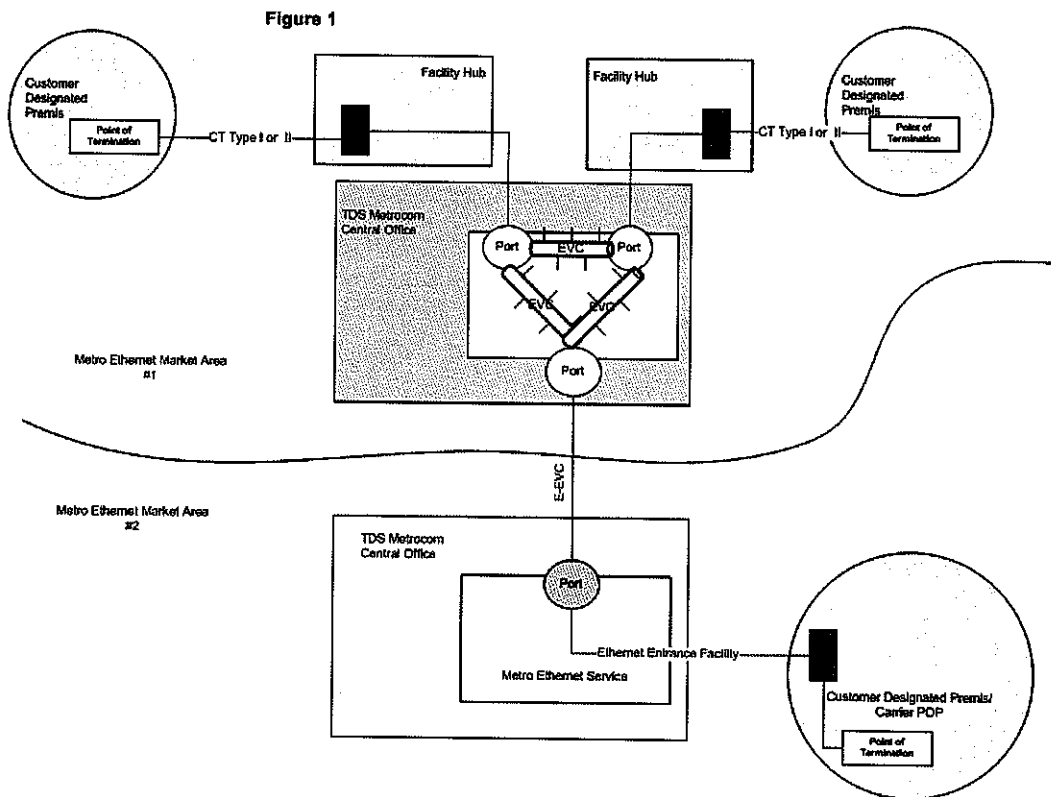 Figure 1
Customer
Designated
Premis
Point of
Termination
CT Type I or II
Facility Hub
Facility Hub
CT Type I or II
Customer
Designated
Premis
Point of
Termination
TDS Metrocom
Central Office
Port
EVC
Port
EVC
EVC
Port
Metro Ethernet Market Area
#1
E-EVC
Metro Ethernet Market Area
#2
TDS Metrocom
Central Office
Port
Ethernet Entrance Facility
Metro Ethernet Service
Customer Designated Premis/
Carrier POP
Point of
Termination